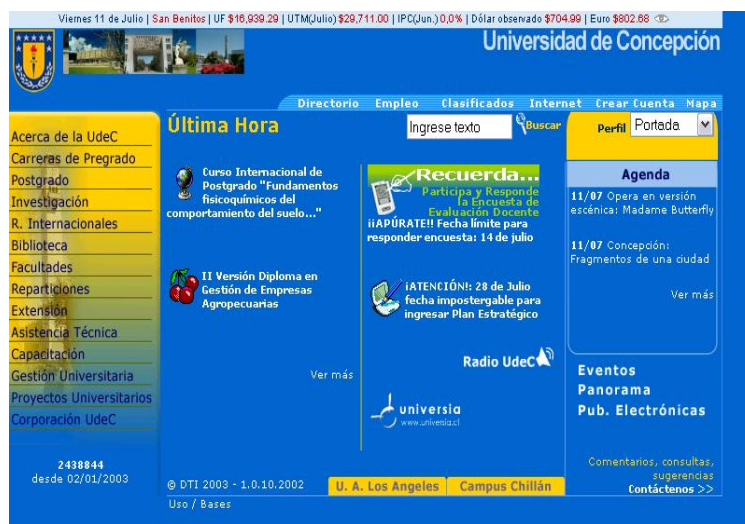 Viernes 11 de Julio | San Benitos | UF $16,939.29 | UTM(Julio) $29,711.00 | IPC(Jun.) 0,0% | Dólar observado $704.99 | Euro $802.68
Universidad de Concepción
Directorio Empleo Clasificados Internet Crear Cuenta Mapa
Última Hora
Ingrese texto
Buscar
Perfil
Portada
Acerca de la UdeC
Carreras de Pregrado
Postgrado
Investigación
R. Internacionales
Biblioteca
Facultades
Reparticiones
Extensión
Asistencia Técnica
Capacitación
Gestión Universitaria
Proyectos Universitarios
Corporación UdeC
2438844
desde 02/01/2003
Curso Internacional de
Postgrado "Fundamentos
fisicoquímicos del
comportamiento del suelo..."
II Versión Diploma en
Gestión de Empresas
Agropecuarias
Ver más
Recuerda...
Participa y Responde
la Encuesta de
Evaluación Docente
¡¡APÚRATE!! Fecha límite para
responder encuesta: 14 de julio
¡ATENCIÓN!: 28 de Julio
fecha impostergable para
ingresar Plan Estratégico
Radio UdeC
universia
www.universia.cl
Agenda
11/07 Opera en versión
escénica: Madame Butterfly
11/07 Concepción:
Fragmentos de una ciudad
Ver más
Eventos
Panorama
Pub. Electrónicas
Comentarios, consultas,
sugerencias
Contáctenos >>
© DTI 2003 - 1.0.10.2002
U. A. Los Angeles
Campus Chillán
Uso / Bases